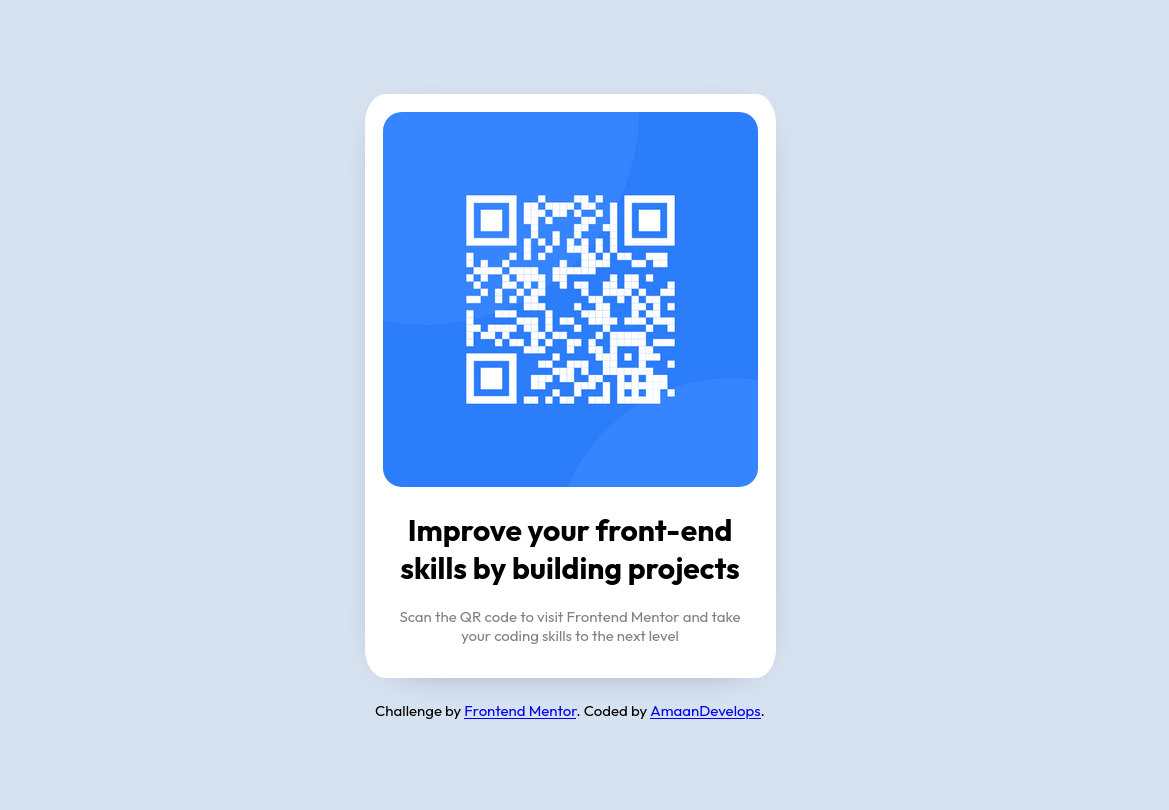 Improve your front-end
skills by building projects
Scan the QR code to visit Frontend Mentor and take
your coding skills to the next level
Challenge by Frontend Mentor. Coded by AmaanDevelops.